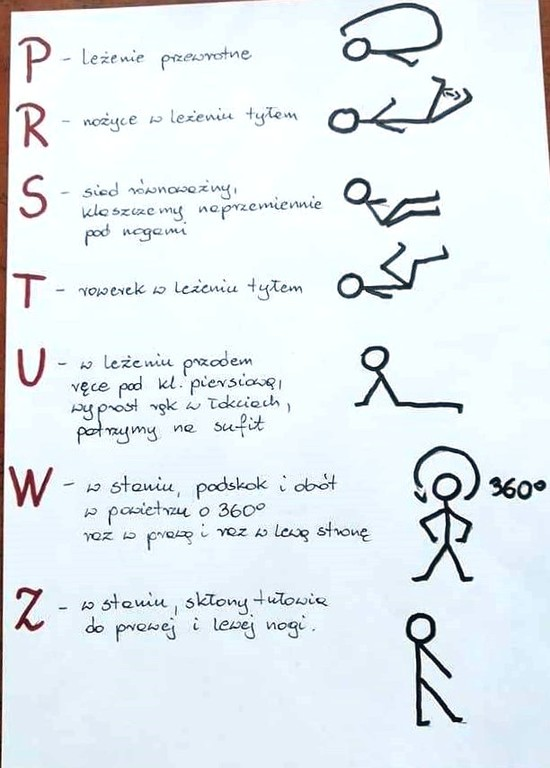 P - leżenie przewrotne
R - nożyce w leżeniu tyłem
S - siad równoważny,
klaszczemy naprzemiennie
pod nogami
T - rowerek w leżeniu tyłem
U - w leżeniu przodem
ręce pod kl. piersiową,
wyprost rąk w łokciach,
patrzymy na sufit
W - w staniu, podskok i obót
w powietrzu o 360°
raz w prawą i raz w lewą stronę
360°
Z - w staniu, skłony tułowia
do prawej i lewej nogi.